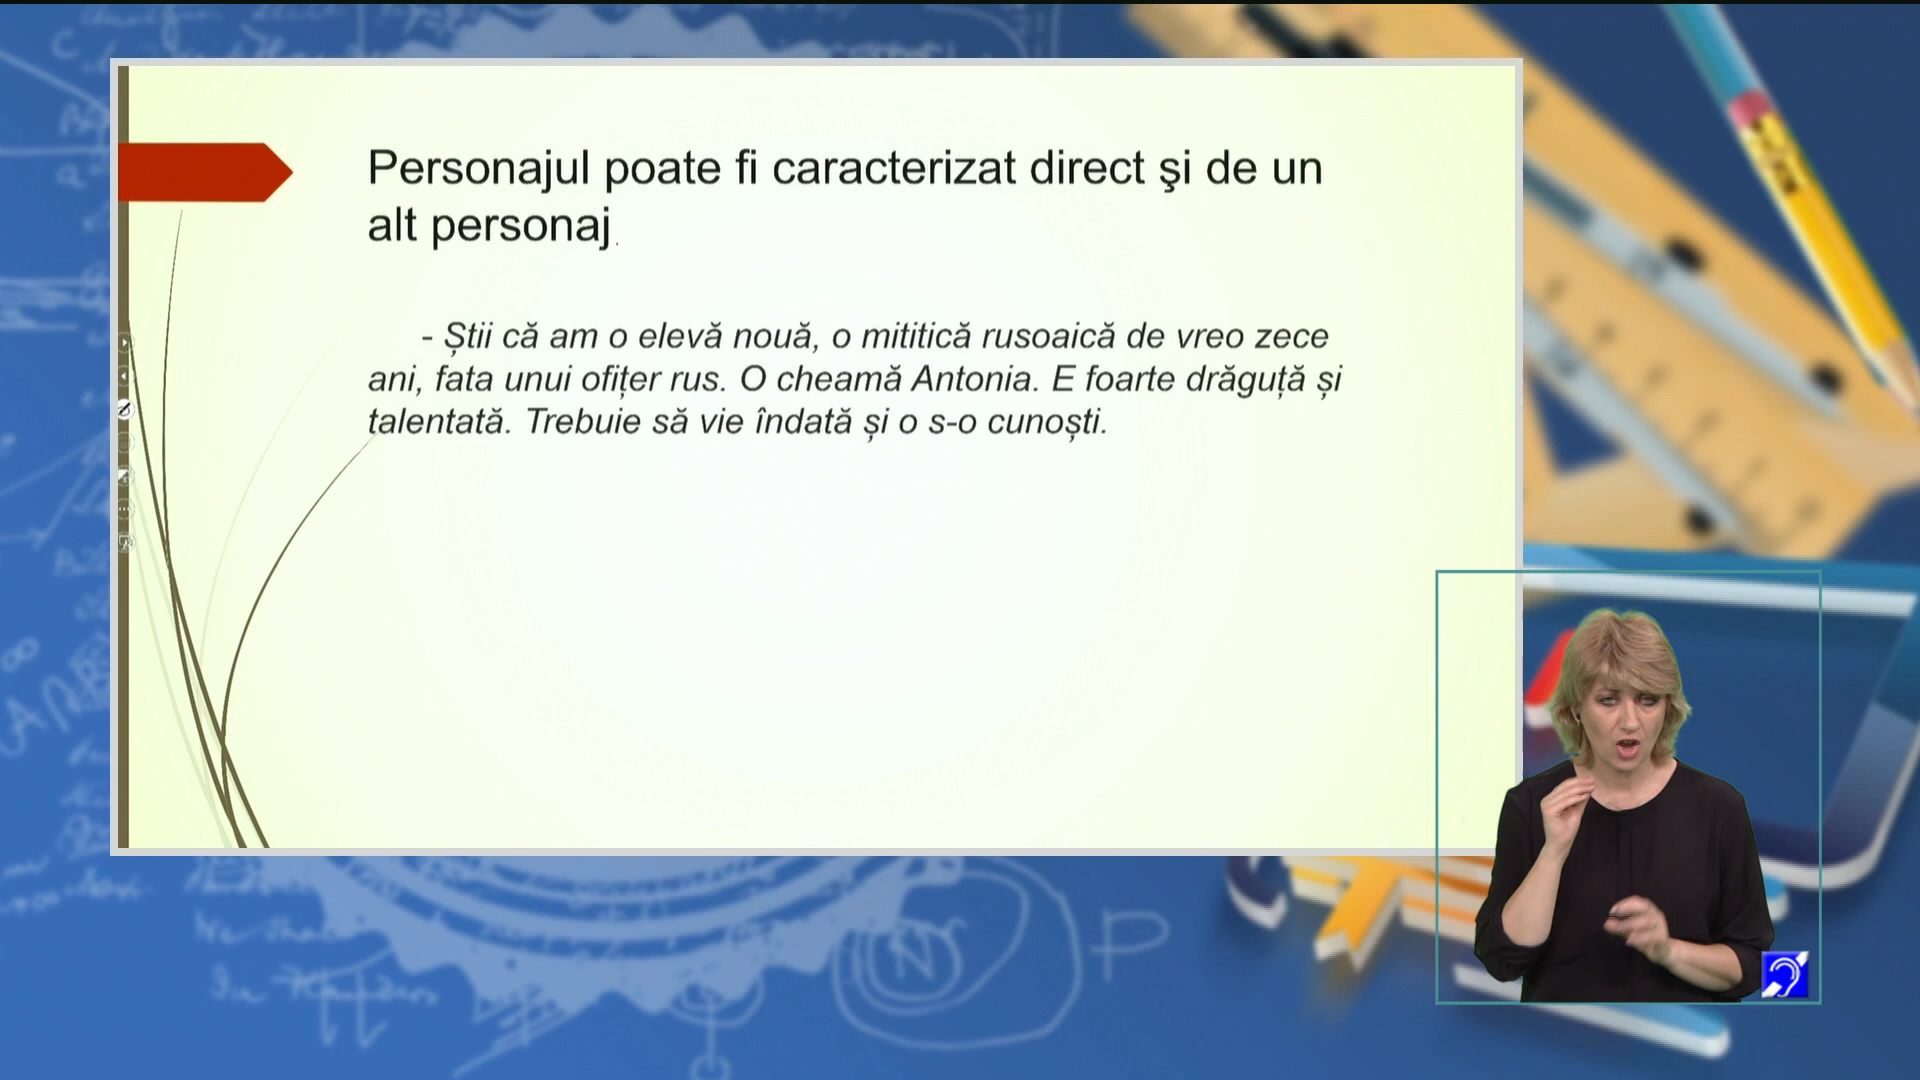 Personajul poate fi caracterizat direct şi de un
alt personaj
- Știi că am o elevă nouă, o mititică rusoaică de vreo zece
ani, fata unui ofițer rus. O cheamă Antonia. E foarte drăguță și
talentată. Trebuie să vie îndată și o s-o cunoști.
N
P